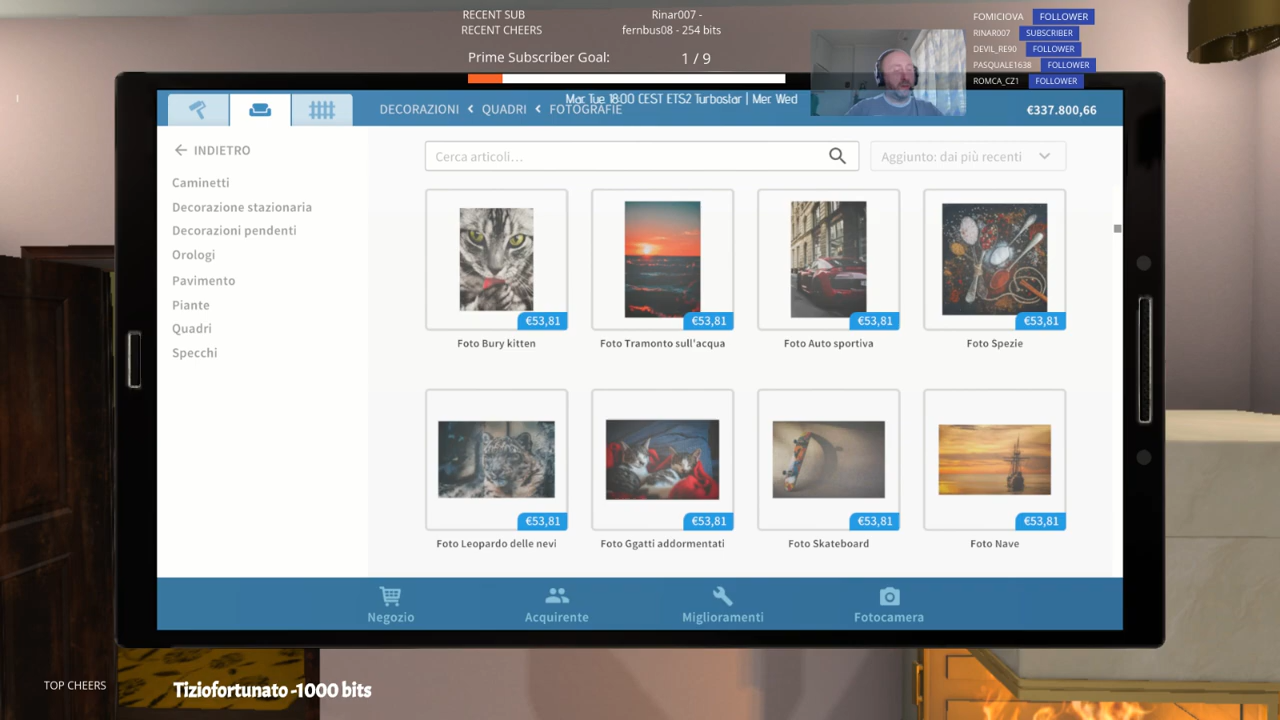 RECENT SUB
RECENT CHEERS
Rinar007 -
fernbus08 - 254 bits
Prime Subscriber Goal:
1 / 9
FOMICIOVA FOLLOWER
RINAR007 SUBSCRIBER
DEVIL_RE90 FOLLOWER
PASQUALE1638 FOLLOWER
ROMCA_CZ1 FOLLOWER
Mar Tue 18:00 CEST ETS2 Turbostar | Mer Wed
DECORAZIONI < QUADRI < FOTOGRAFIE
€337.800,66
INDIETRO
Caminetti
Decorazione stazionaria
Decorazioni pendenti
Orologi
Pavimento
Piante
Quadri
Specchi
Cerca articoli...
Aggiunto: dai più recenti
€53,81 €53,81 €53,81 €53,81
Foto Bury kitten Foto Tramonto sull'acqua Foto Auto sportiva Foto Spezie
€53,81 €53,81 €53,81 €53,81
Foto Leopardo delle nevi Foto Ggatti addormentati Foto Skateboard Foto Nave
Negozio Acquirente Miglioramenti Fotocamera
TOP CHEERS
Tiziofortunato -1000 bits